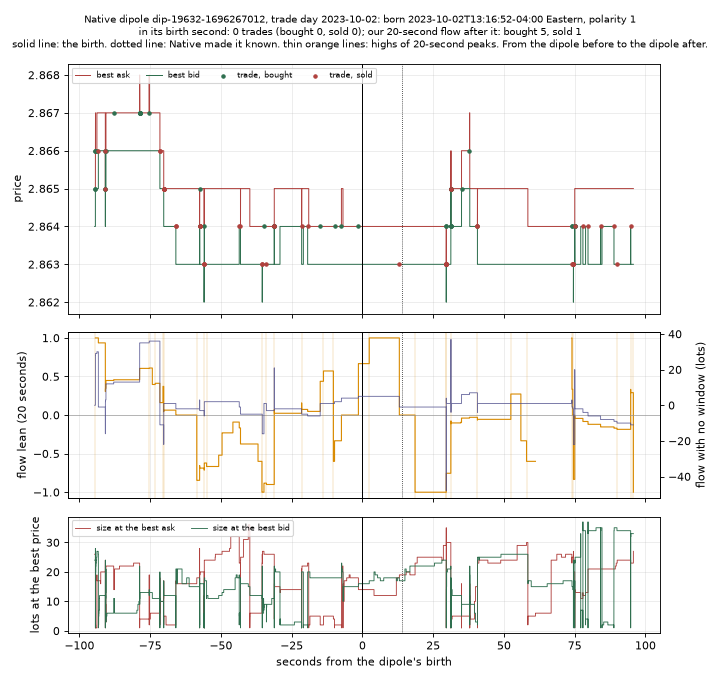 Native dipole dip-19632-1696267012, trade day 2023-10-02: born 2023-10-02T13:16:52-04:00 Eastern, polarity 1
in its birth second: 0 trades (bought 0, sold 0); our 20-second flow after it: bought 5, sold 1
solid line: the birth. dotted line: Native made it known. thin orange lines: highs of 20-second peaks. From the dipole before to the dipole after.
best ask best bid trade, bought trade, sold
2.868
2.867
2.866
2.865
2.864
2.863
2.862
price
1.0
0.5
0.0
−0.5
−1.0
flow lean (20 seconds)
40
20
0
−20
−40
flow with no window (lots)
size at the best ask size at the best bid
30
20
10
0
lots at the best price
−100 −75 −50 −25 0 25 50 75 100
seconds from the dipole's birth